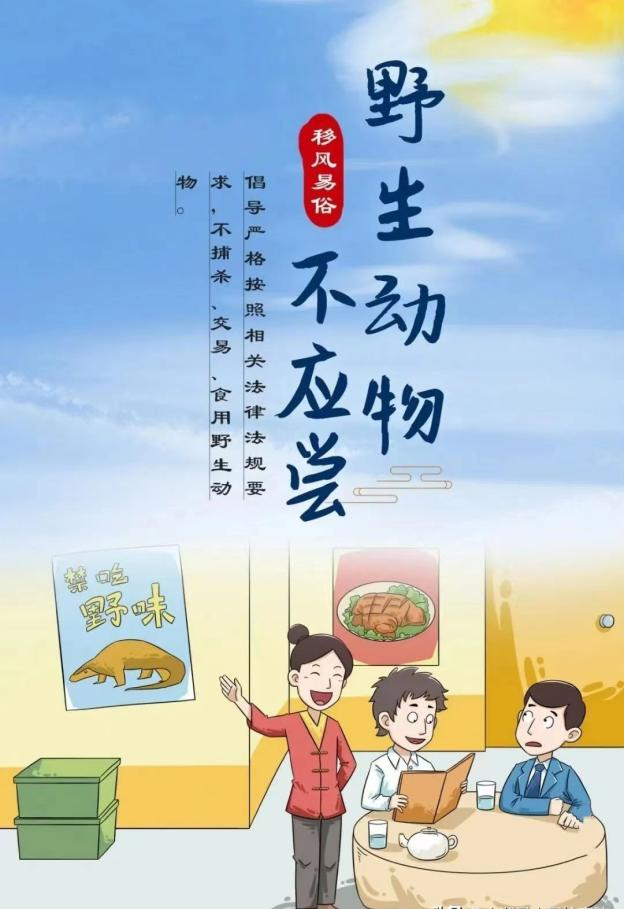 野生动物
不应尝
移风易俗
倡导严格按照相关法律法规要
求，不捕杀、交易、食用野生动
物。
禁吃
野味